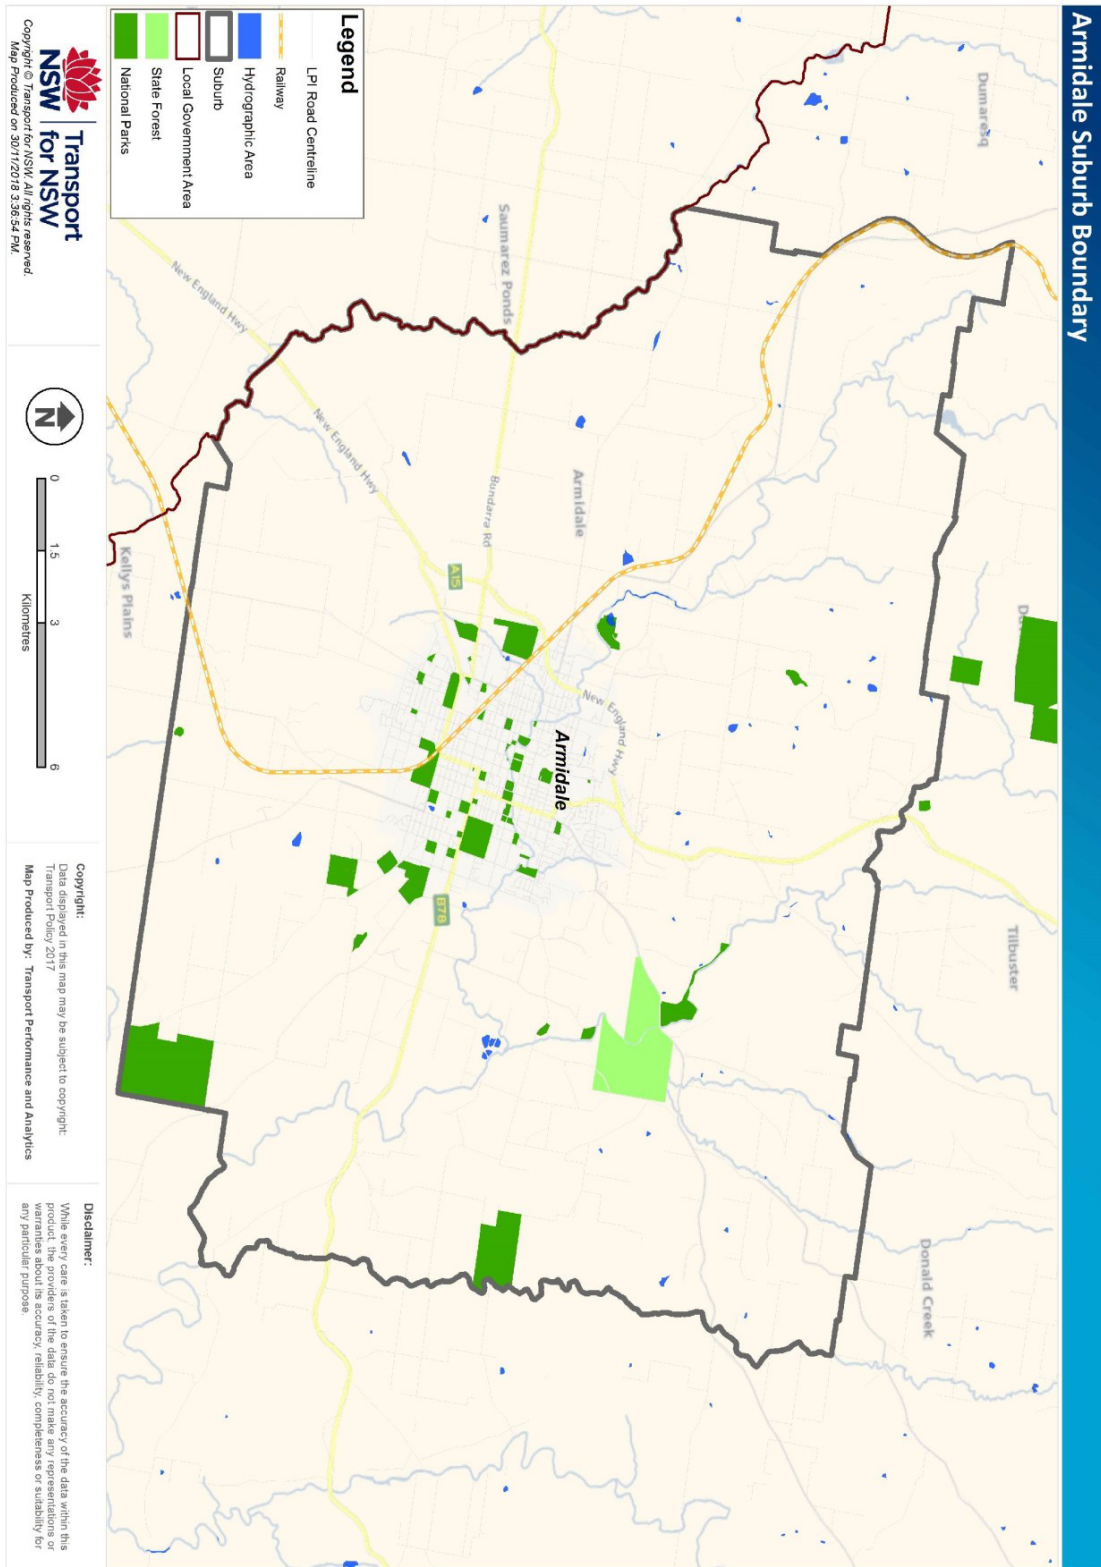 Armidale Suburb Boundary
Dumaresq
Tilbuster
Donald Creek
Saumarez Ponds
Armidale
Armidale
Kellys Plains
New England Hwy
New England Hwy
New England Hwy
Bundarra Rd
A15
B78
Legend
LPI Road Centreline
Railway
Hydrographic Area
Suburb
Local Government Area
State Forest
National Parks
Transport
for NSW
NSW
Copyright © Transport for NSW. All rights reserved.
Map Produced on 30/11/2018 3:36:54 PM.
N
0 1.5 3 6
Kilometres
Copyright:
Data displayed in this map may be subject to copyright:
Transport Policy 2017
Map Produced by: Transport Performance and Analytics
Disclaimer:
While every care is taken to ensure the accuracy of the data within this
product, the providers of the data do not make any representations or
warranties about its accuracy, reliability, completeness or suitability for
any particular purpose.